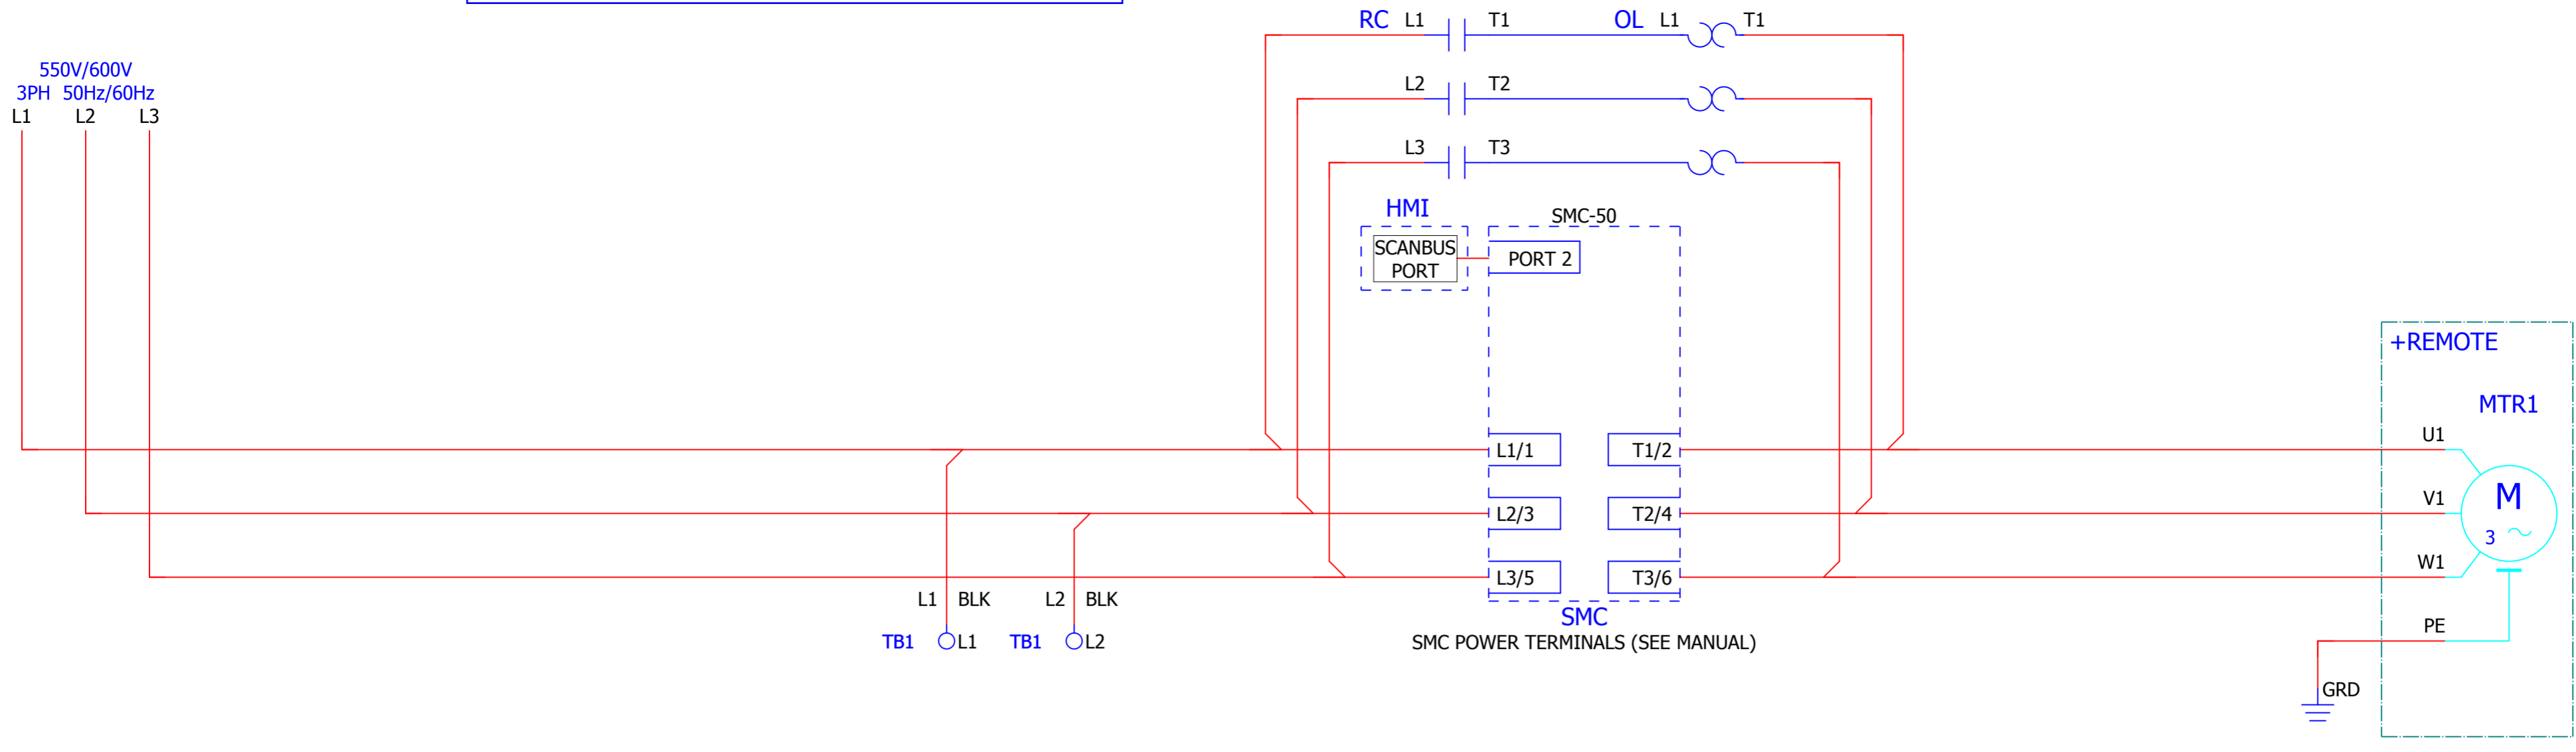 RC L1 T1 OL L1 T1
550V/600V
3PH 50Hz/60Hz
L1 L2 L3
L2 T2
L3 T3
HMI
SCANBUS
PORT
SMC-50
PORT 2
+REMOTE
MTR1
L1/1 T1/2
U1
L2/3 T2/4
V1
M
3
L3/5 T3/6
W1
L1 BLK L2 BLK
SMC
TB1 L1 TB1 L2
SMC POWER TERMINALS (SEE MANUAL)
PE
GRD